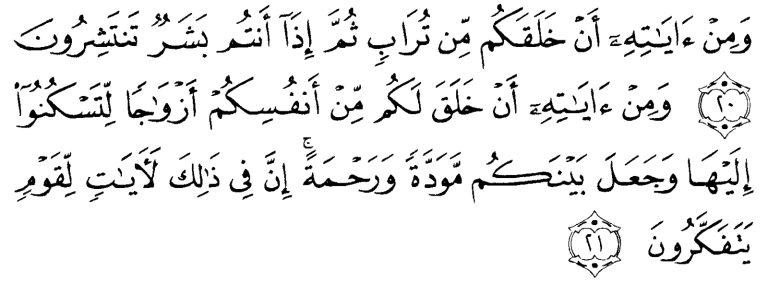 وَمِنْ ءَايَـٰتِهِۦٓ أَنْ خَلَقَكُم مِّن تُرَابٍ ثُمَّ إِذَآ أَنتُم بَشَرٌ تَنتَشِرُونَ
﴿٢٠﴾ وَمِنْ ءَايَـٰتِهِۦٓ أَنْ خَلَقَ لَكُم مِّنْ أَنفُسِكُمْ أَزْوَٰجًا لِّتَسْكُنُوٓا۟
إِلَيْهَا وَجَعَلَ بَيْنَكُم مَّوَدَّةً وَرَحْمَةً ۚ إِنَّ فِى ذَٰلِكَ لَـَٔايَـٰتٍ لِّقَوْمٍ
يَتَفَكَّرُونَ ﴿٢١﴾